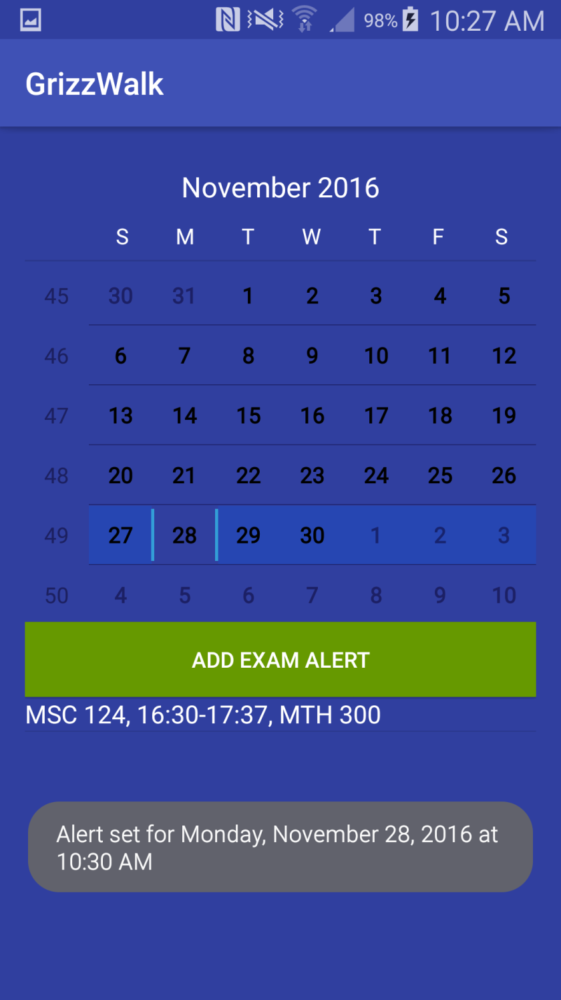 98% 10:27 AM
GrizzWalk
November 2016
S M T W T F S
45 30 31 1 2 3 4 5
46 6 7 8 9 10 11 12
47 13 14 15 16 17 18 19
48 20 21 22 23 24 25 26
49 27 28 29 30 1 2 3
50 4 5 6 7 8 9 10
ADD EXAM ALERT
MSC 124, 16:30-17:37, MTH 300
Alert set for Monday, November 28, 2016 at
10:30 AM